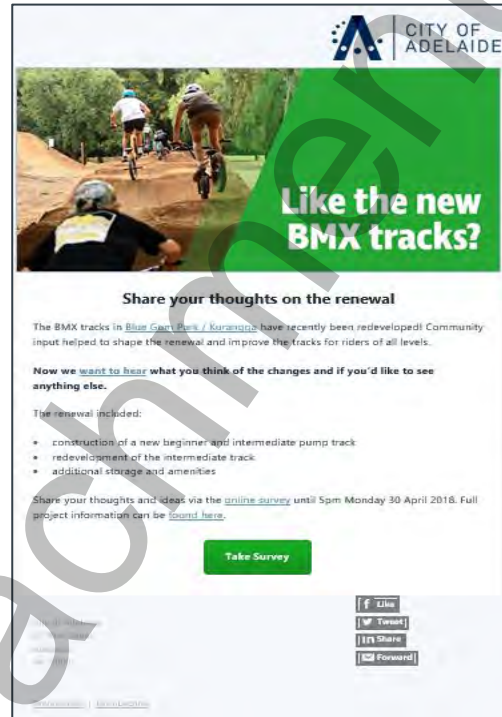 CITY OF
ADELAIDE
Like the new
BMX tracks?
Share your thoughts on the renewal
The BMX tracks in Blue Gum Park / Kurangga have recently been redeveloped! Community
input helped to shape the renewal and improve the tracks for riders of all levels.
Now we want to hear what you think of the changes and if you'd like to see
anything else.
The renewal included:
• construction of a new beginner and intermediate pump track
• redevelopment of the intermediate track
• additional storage and amenities
Share your thoughts and ideas via the online survey until 5pm Monday 30 April 2018. Full
project information can be found here.
Take Survey
Like
Tweet
Share
Forward